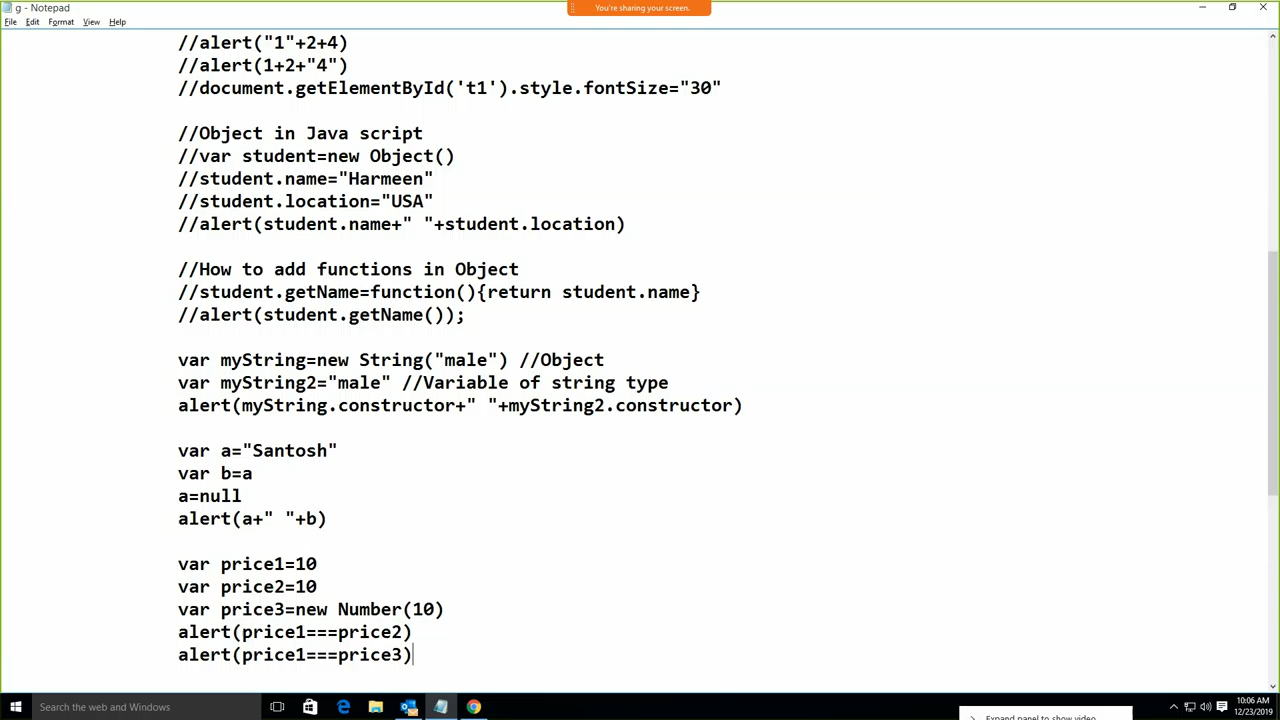 g - Notepad
You're sharing your screen.
File Edit Format View Help
//alert("1"+2+4)
//alert(1+2+"4")
//document.getElementById('t1').style.fontSize="30"
//Object in Java script
//var student=new Object()
//student.name="Harmeen"
//student.location="USA"
//alert(student.name+" "+student.location)
//How to add functions in Object
//student.getName=function(){return student.name}
//alert(student.getName());
var myString=new String("male") //Object
var myString2="male" //Variable of string type
alert(myString.constructor+" "+myString2.constructor)
var a="Santosh"
var b=a
a=null
alert(a+" "+b)
var price1=10
var price2=10
var price3=new Number(10)
alert(price1===price2)
alert(price1===price3)
Search the web and Windows
10:06 AM
12/23/2019
Expand panel to show video